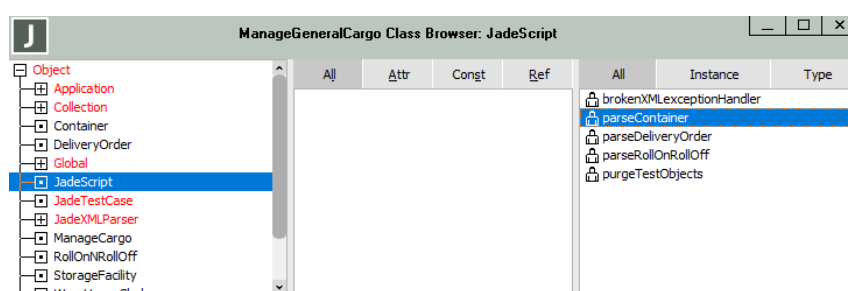 J
ManageGeneralCargo Class Browser: JadeScript
Object
Application
Collection
Container
DeliveryOrder
Global
JadeScript
JadeTestCase
JadeXMLParser
ManageCargo
RollOnNRollOff
StorageFacility
All Attr Const Ref
All Instance Type
brokenXMLexceptionHandler
parseContainer
parseDeliveryOrder
parseRollOnRollOff
purgeTestObjects